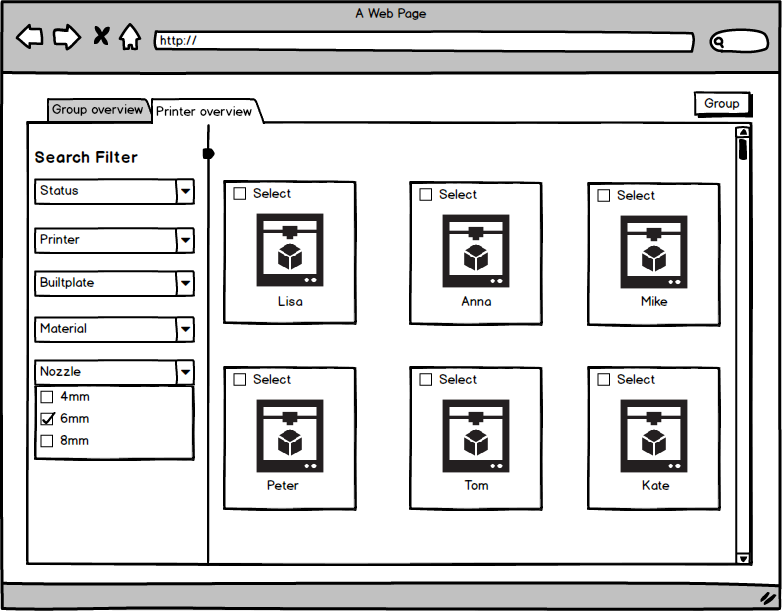 A Web Page
http://
Group overview
Printer overview
Group
Search Filter
Status
Printer
Builtplate
Material
Nozzle
4mm
6mm
8mm
Select
Lisa
Select
Anna
Select
Mike
Select
Peter
Select
Tom
Select
Kate